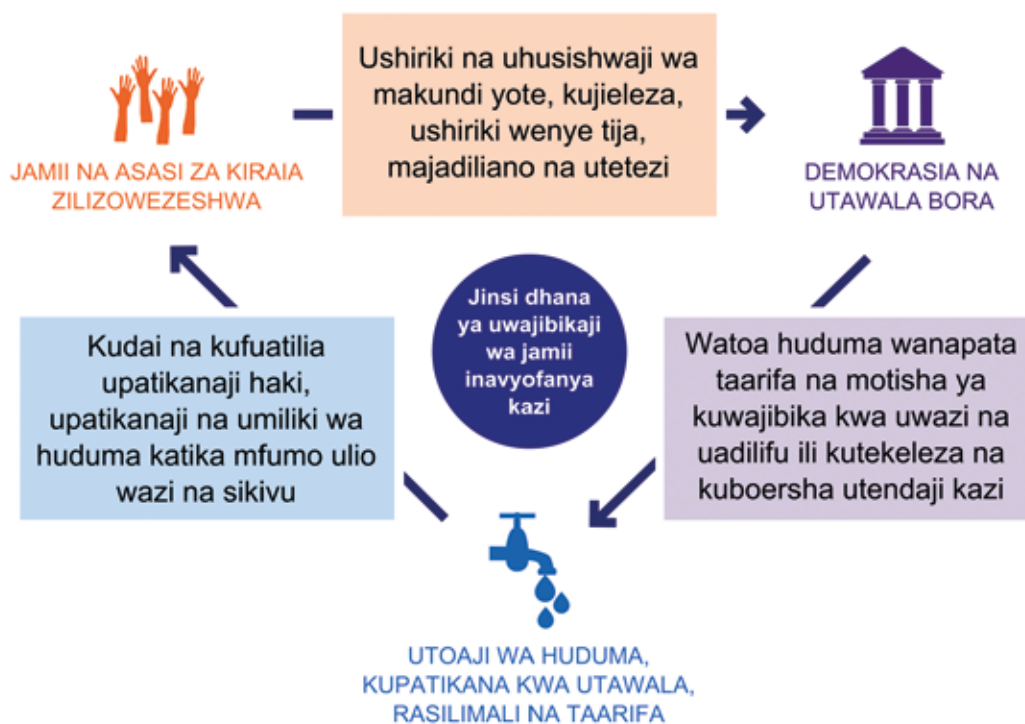 JAMII NA ASASI ZA KIRAIA
ZILIZOWEZESHWA
Ushiriki na uhusishwaji wa
makundi yote, kujieleza,
ushiriki wenye tija,
majadiliano na utetezi
DEMOKRASIA NA
UTAWALA BORA
Jinsi dhana
ya uwajibikaji
wa jamii
inavyofanya
kazi
Kudai na kufuatilia
upatikanaji haki,
upatikanaji na umiliki wa
huduma katika mfumo ulio
wazi na sikivu
Watoa huduma wanapata
taarifa na motisha ya
kuwajibika kwa uwazi na
uadilifu ili kutekeleza na
kuboersha utendaji kazi
UTOAJI WA HUDUMA,
KUPATIKANA KWA UTAWALA,
RASILIMALI NA TAARIFA